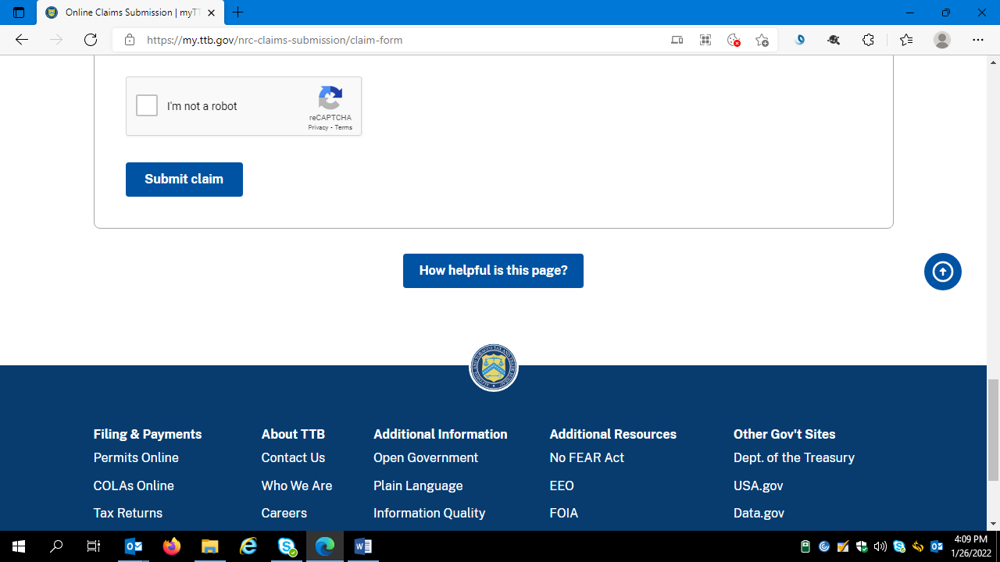 Online Claims Submission | myT
https://my.ttb.gov/nrc-claims-submission/claim-form
I'm not a robot
reCAPTCHA
Privacy - Terms
Submit claim
How helpful is this page?
Filing & Payments
Permits Online
COLAs Online
Tax Returns
About TTB
Contact Us
Who We Are
Careers
Additional Information
Open Government
Plain Language
Information Quality
Additional Resources
No FEAR Act
EEO
FOIA
Other Gov't Sites
Dept. of the Treasury
USA.gov
Data.gov
4:09 PM
1/26/2022